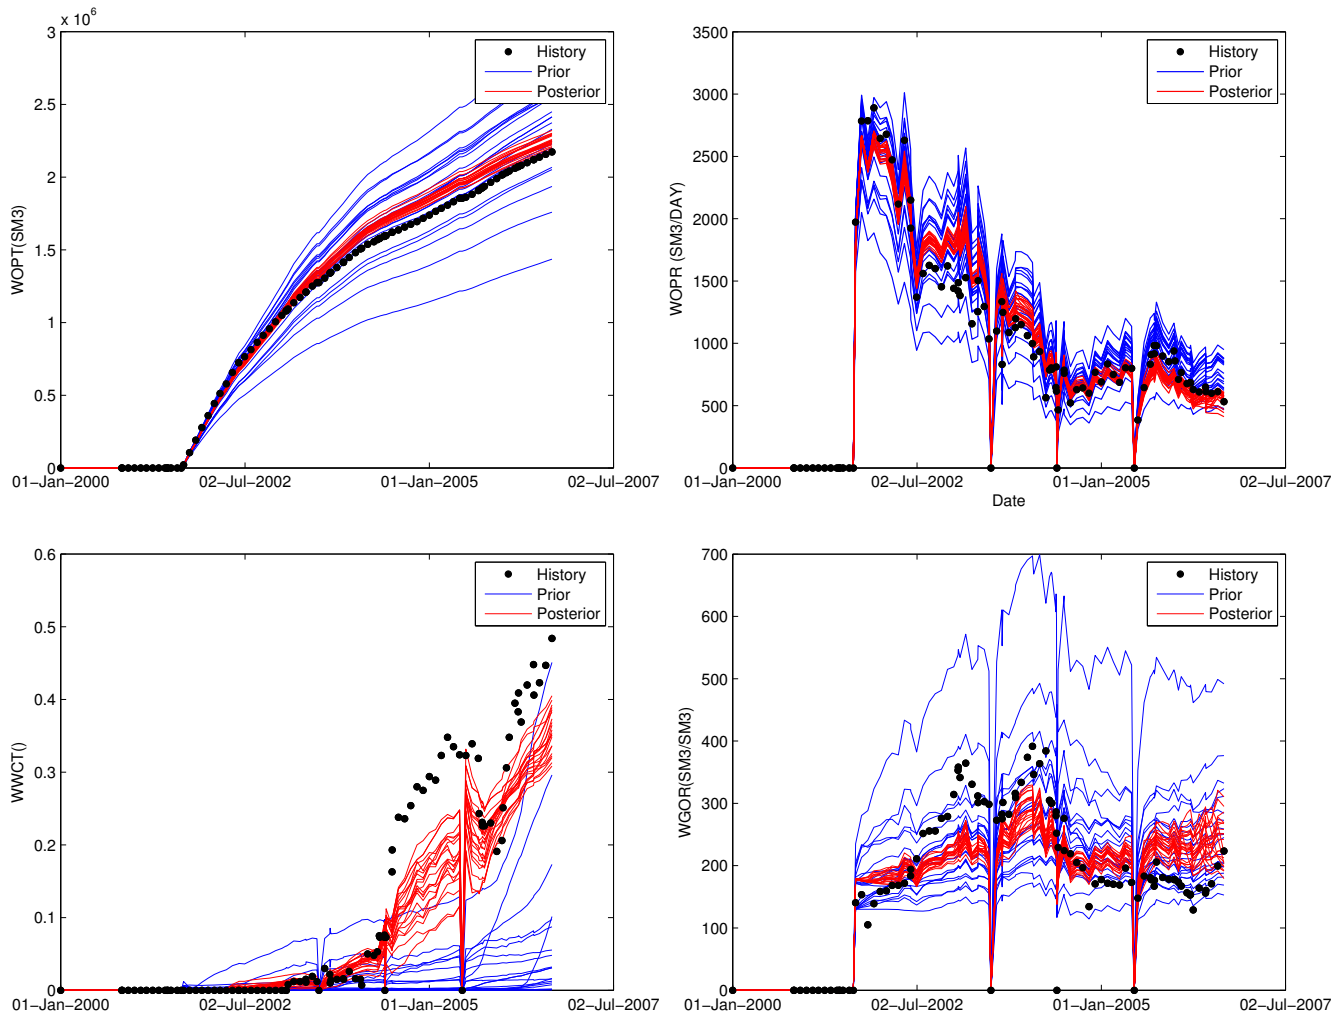 x 10⁶
3
2.5
2
1.5
1
0.5
0
WOPT(SM3)
01-Jan-2000 02-Jul-2002 01-Jan-2005 02-Jul-2007
History
Prior
Posterior
3500
3000
2500
2000
1500
1000
500
0
WOPR (SM3/DAY)
01-Jan-2000 02-Jul-2002 01-Jan-2005 02-Jul-2007
Date
History
Prior
Posterior
0.6
0.5
0.4
0.3
0.2
0.1
0
WWCT()
01-Jan-2000 02-Jul-2002 01-Jan-2005 02-Jul-2007
History
Prior
Posterior
700
600
500
400
300
200
100
0
WGOR(SM3/SM3)
01-Jan-2000 02-Jul-2002 01-Jan-2005 02-Jul-2007
History
Prior
Posterior